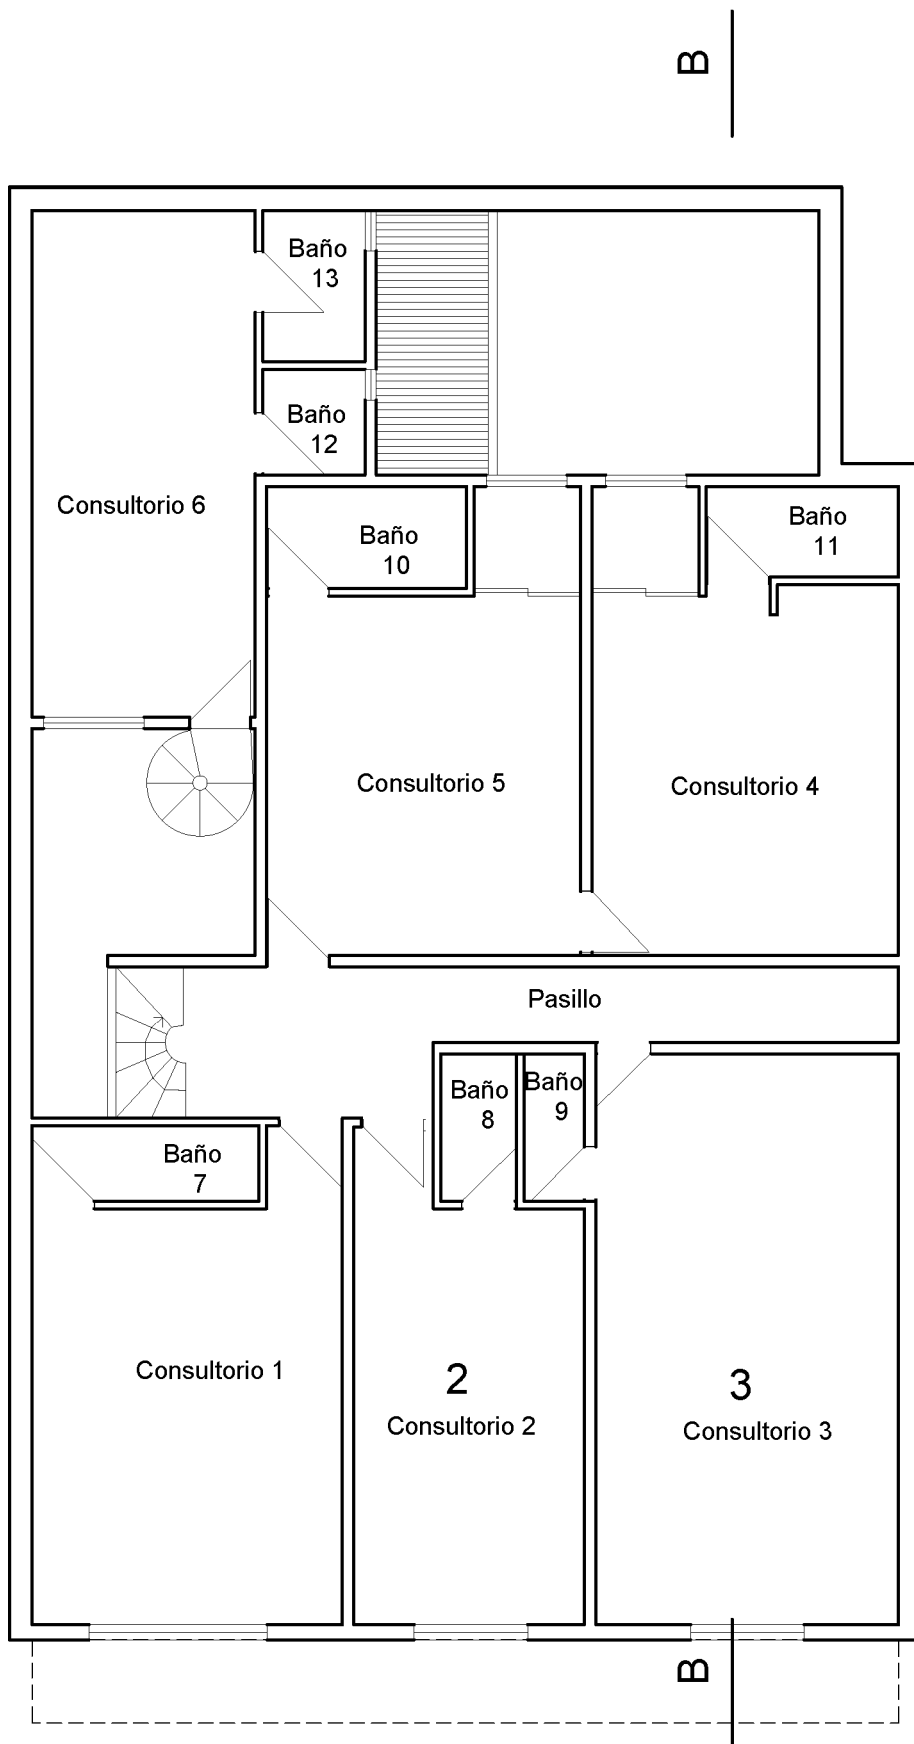 B
Baño
13
Baño
12
Consultorio 6
Baño
10
Baño
11
Consultorio 5
Consultorio 4
Pasillo
Baño
8
Baño
9
Baño
7
Consultorio 1
2
Consultorio 2
3
Consultorio 3
B